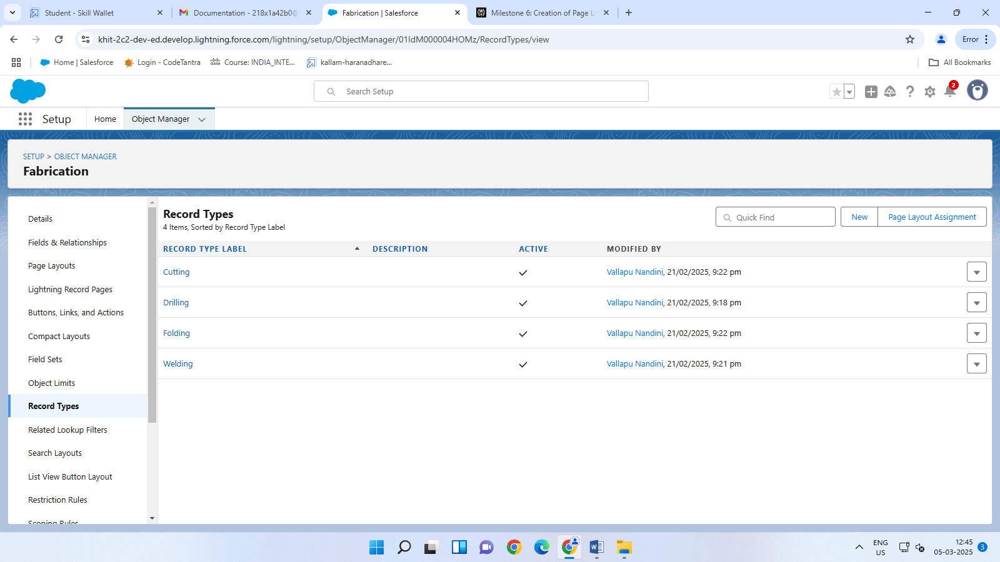 Student - Skill Wallet
Documentation - 218x1a42b0@
Fabrication | Salesforce
Milestone 6: Creation of Page L
khit-2c2-dev-ed.develop.lightning.force.com/lightning/setup/ObjectManager/01IdM000004HOMz/RecordTypes/view
Error
Home | Salesforce
Login - CodeTantra
Course: INDIA_INTE...
kallam-haranadhare...
All Bookmarks
Search Setup
2
Setup
Home
Object Manager
SETUP > OBJECT MANAGER
Fabrication
Details
Fields & Relationships
Page Layouts
Lightning Record Pages
Buttons, Links, and Actions
Compact Layouts
Field Sets
Object Limits
Record Types
Related Lookup Filters
Search Layouts
List View Button Layout
Restriction Rules
Scoping Rules
Record Types
4 Items, Sorted by Record Type Label
Quick Find
New
Page Layout Assignment
RECORD TYPE LABEL DESCRIPTION ACTIVE MODIFIED BY
Cutting Vallapu Nandini, 21/02/2025, 9:22 pm
Drilling Vallapu Nandini, 21/02/2025, 9:18 pm
Folding Vallapu Nandini, 21/02/2025, 9:22 pm
Welding Vallapu Nandini, 21/02/2025, 9:21 pm
ENG
US
12:45
05-03-2025
3